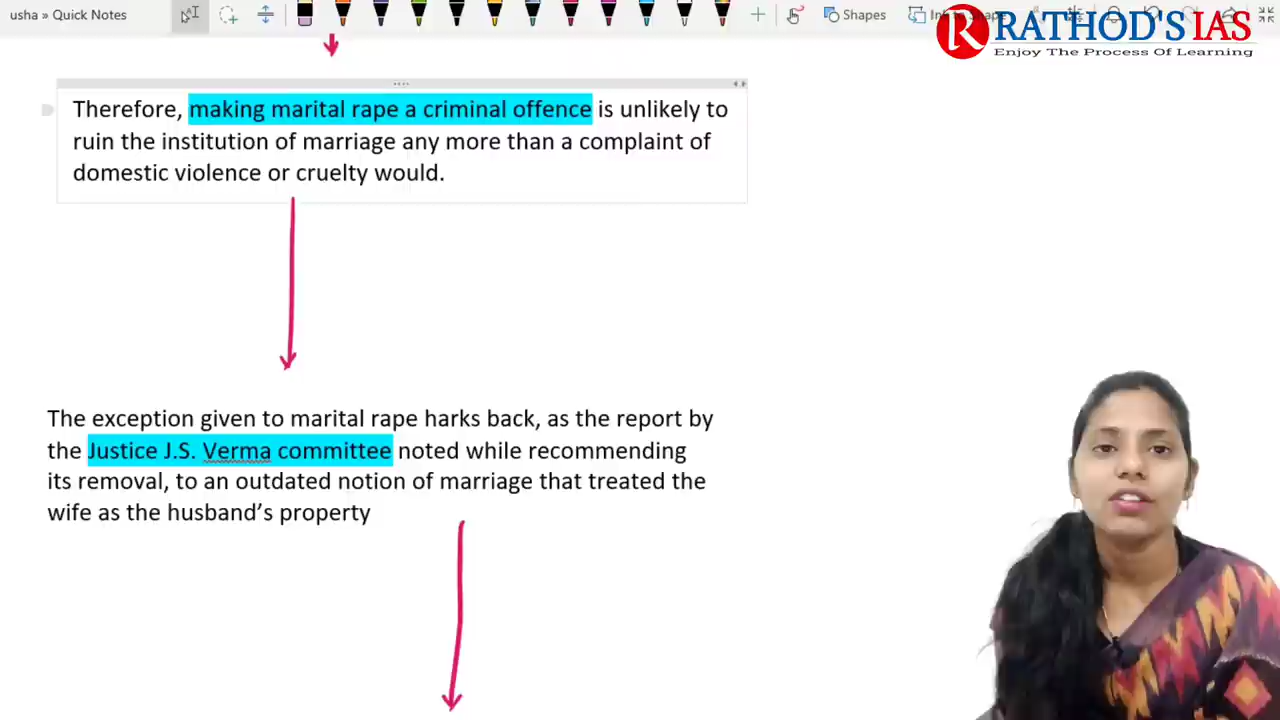 usha » Quick Notes
Shapes
RATHOD'S IAS
Enjoy The Process Of Learning
Therefore, making marital rape a criminal offence is unlikely to
ruin the institution of marriage any more than a complaint of
domestic violence or cruelty would.
The exception given to marital rape harks back, as the report by
the Justice J.S. Verma committee noted while recommending
its removal, to an outdated notion of marriage that treated the
wife as the husband's property